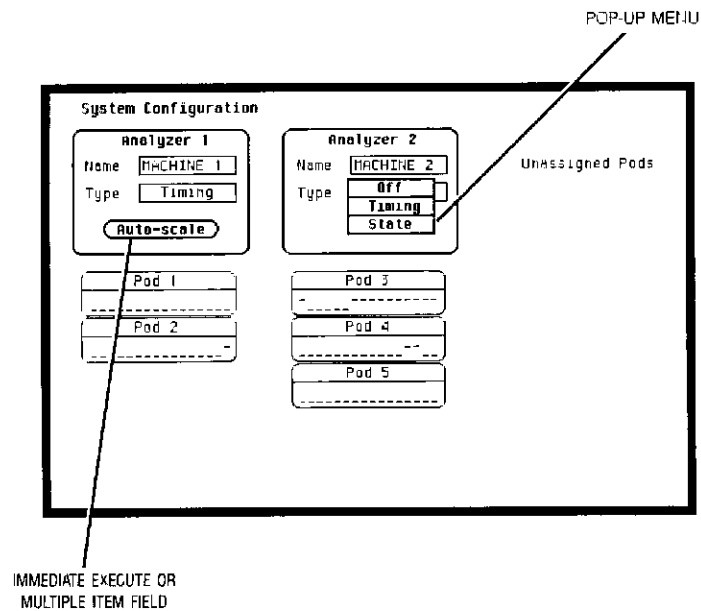 POP-UP MENU
System Configuration
Analyzer 1
Name MACHINE 1
Type Timing
Auto-scale
Analyzer 2
Name MACHINE 2
Type
Off
Timing
State
Unassigned Pods
Pod 1
Pod 2
Pod 3
Pod 4
Pod 5
IMMEDIATE EXECUTE OR
MULTIPLE ITEM FIELD